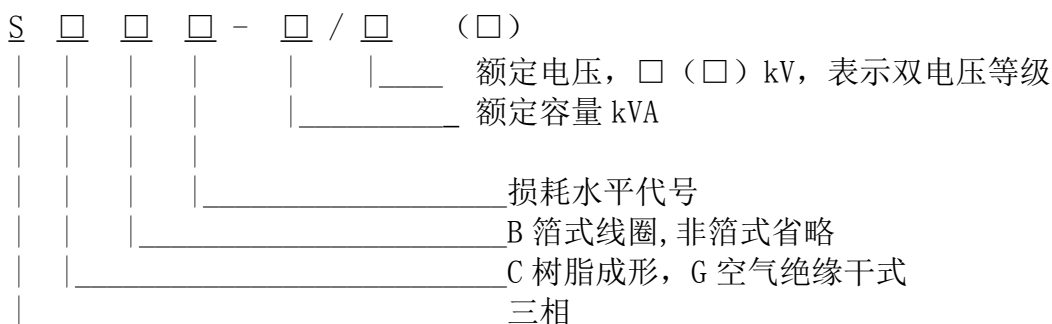 S □ □ □ - □ / □ （□）
额定电压，□（□）kV，表示双电压等级
额定容量 kVA
损耗水平代号
B 箔式线圈,非箔式省略
C 树脂成形，G 空气绝缘干式
三相